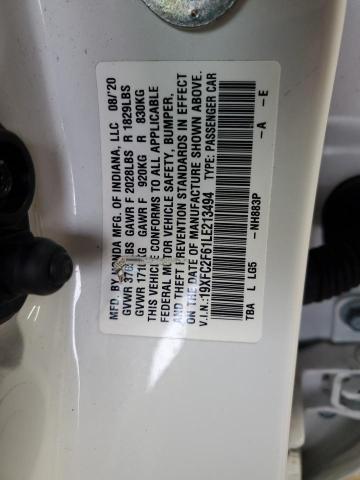 MFD. BY HONDA MFG. OF INDIANA, LLC 08/'20
GVWR LBS GAWR F 2028LBS R 1829LBS
GVWR KG GAWR F 920KG R 830KG
THIS VEHICLE CONFORMS TO ALL APPLICABLE
FEDERAL MOTOR VEHICLE SAFETY, BUMPER,
AND THEFT PREVENTION STANDARDS IN EFFECT
ON THE DATE OF MANUFACTURE SHOWN ABOVE.
V.I.N.:19XFC2F61LE213494 TYPE: PASSENGER CAR
-NH883P -A -E
TBA L LG5